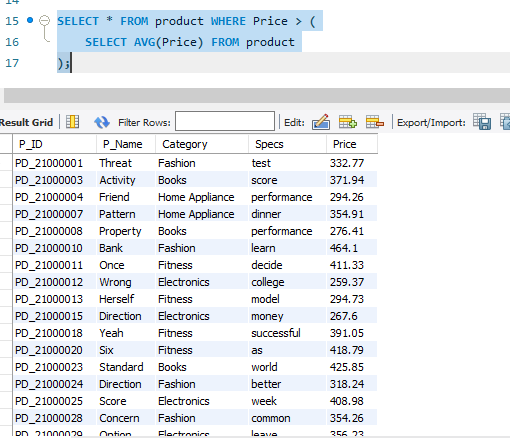 15 SELECT * FROM product WHERE Price > (
16 SELECT AVG(Price) FROM product
17 );
Result Grid Filter Rows: Edit: Export/Import:
P_ID P_Name Category Specs Price
PD_21000001 Threat Fashion test 332.77
PD_21000003 Activity Books score 371.94
PD_21000004 Friend Home Appliance performance 294.26
PD_21000007 Pattern Home Appliance dinner 354.91
PD_21000008 Property Books performance 276.41
PD_21000010 Bank Fashion learn 464.1
PD_21000011 Once Fitness decide 411.33
PD_21000012 Wrong Electronics college 259.37
PD_21000013 Herself Fitness model 294.73
PD_21000015 Direction Electronics money 267.6
PD_21000018 Yeah Fitness successful 391.05
PD_21000020 Six Fitness as 418.79
PD_21000023 Standard Books world 425.85
PD_21000024 Direction Fashion better 318.24
PD_21000025 Score Electronics week 408.98
PD_21000028 Concern Fashion common 354.26
PD_21000029 Option Electronics leave 356.23